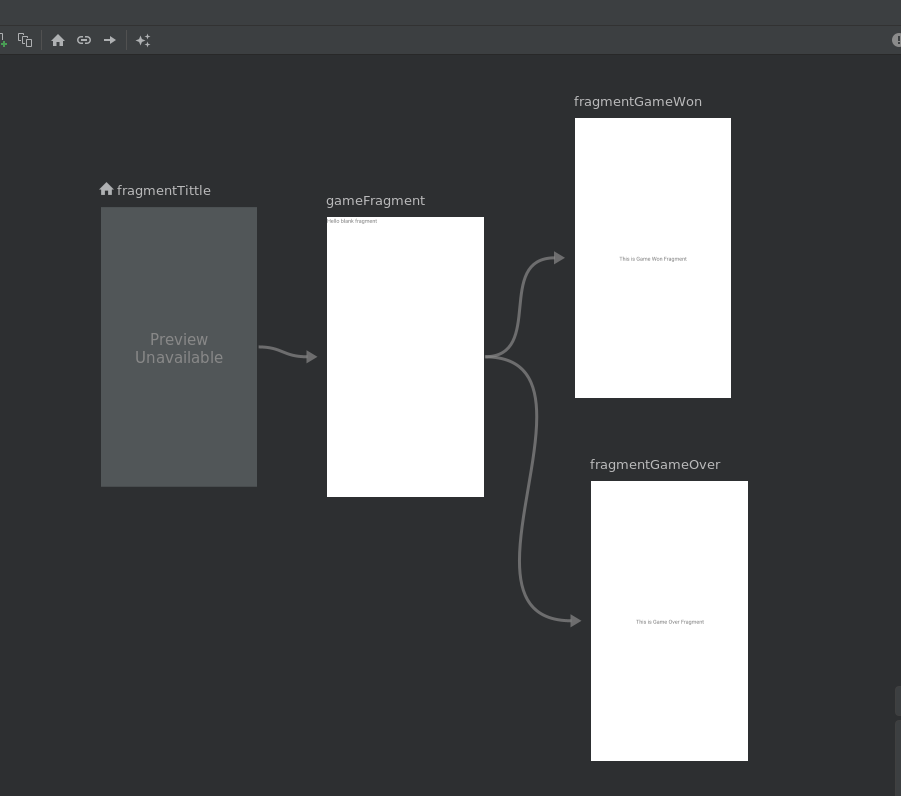 fragmentTittle
Preview
Unavailable
gameFragment
Hello blank fragment
fragmentGameWon
This is Game Won Fragment
fragmentGameOver
This is Game Over Fragment